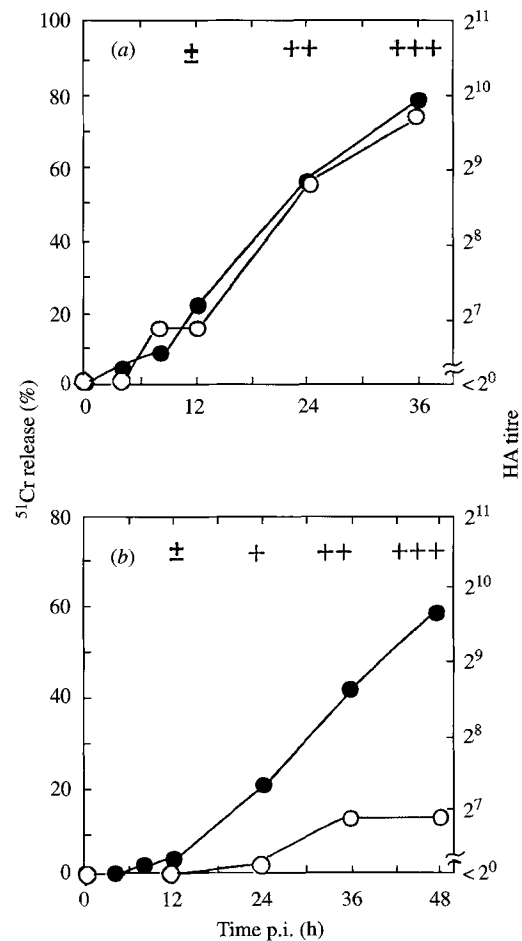 100
80
60
40
20
0
(a)
± ++ +++
2¹¹
2¹⁰
2⁹
2⁸
2⁷
<2⁰
0 12 24 36
⁵¹Cr release (%)
HA titre
80
60
40
20
0
(b)
± + ++ +++
2¹¹
2¹⁰
2⁹
2⁸
2⁷
<2⁰
0 12 24 36 48
Time p.i. (h)